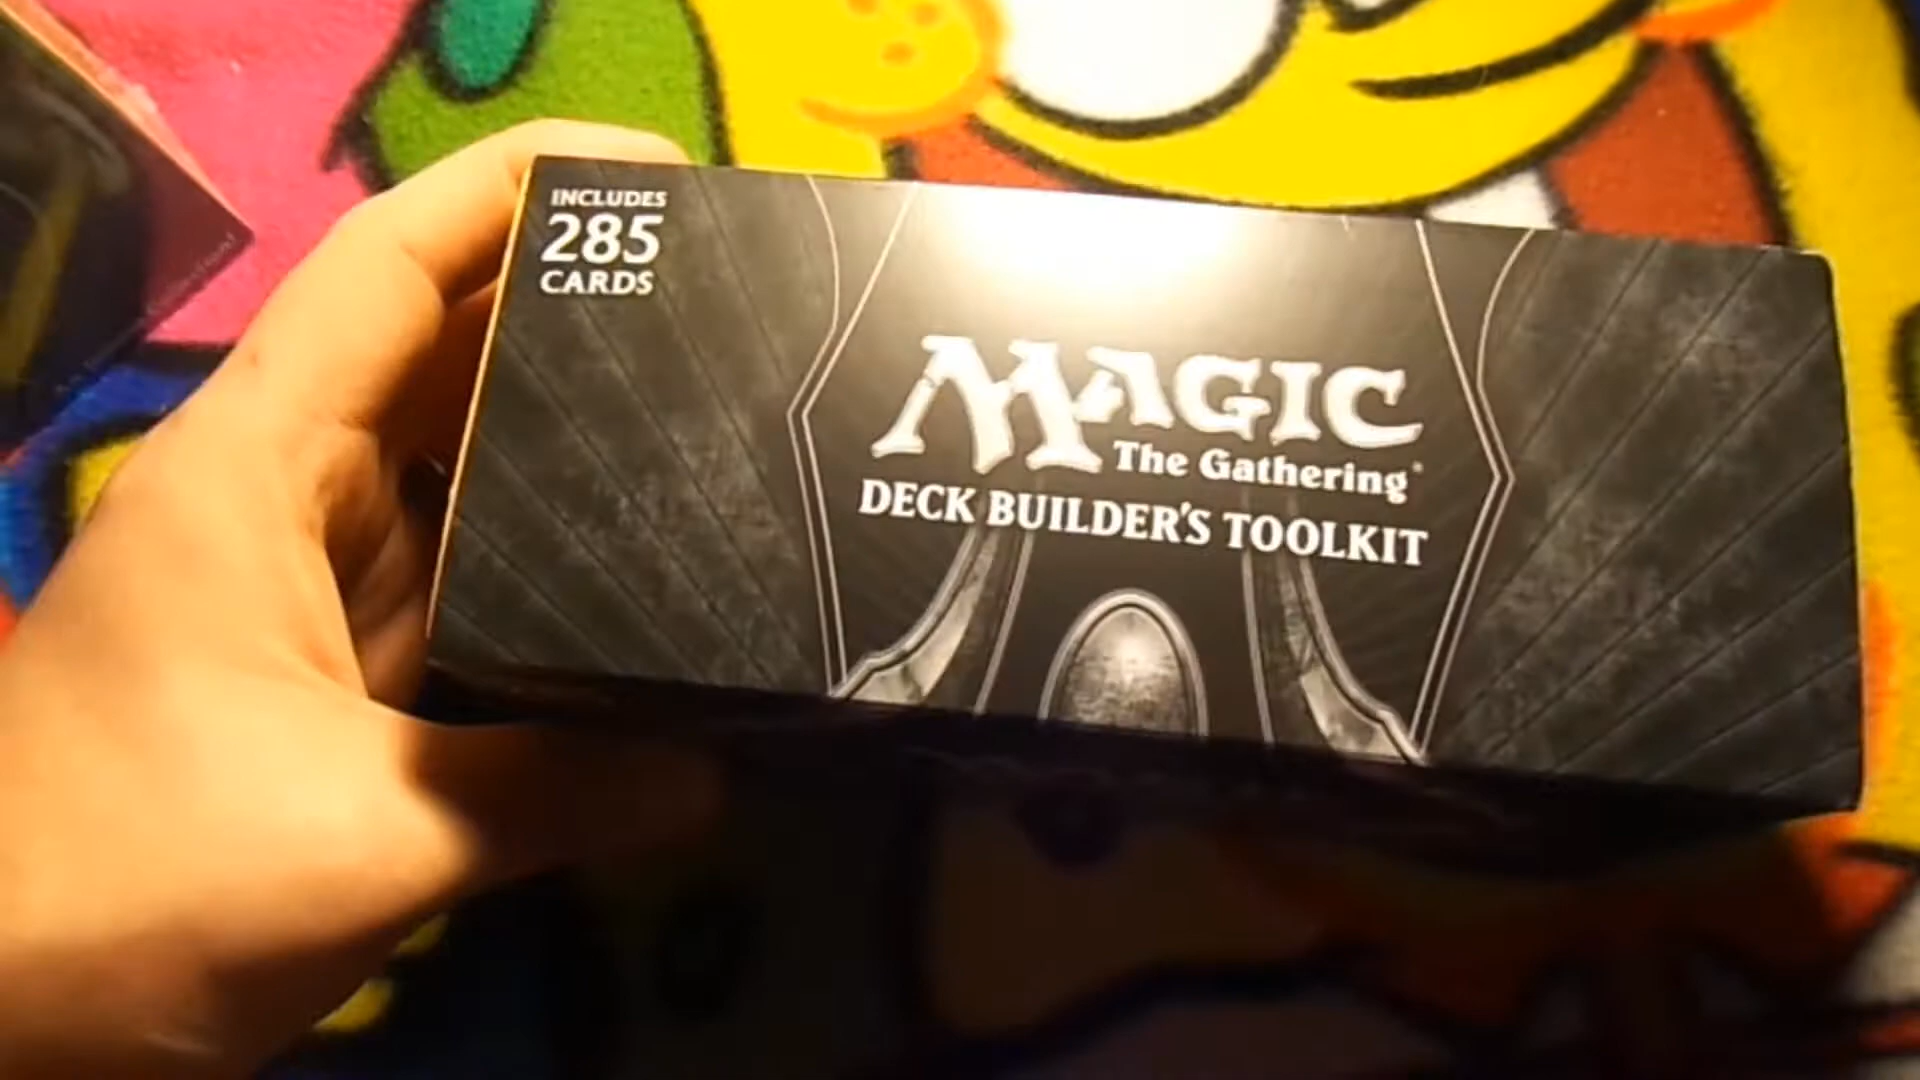 INCLUDES
285
CARDS
MAGIC
The Gathering®
DECK BUILDER'S TOOLKIT